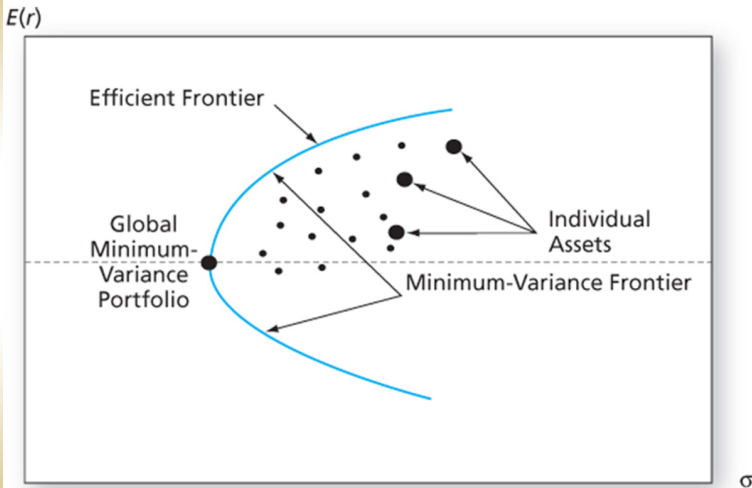 E(r)
Efficient Frontier
Global
Minimum-
Variance
Portfolio
Individual
Assets
Minimum-Variance Frontier
σ